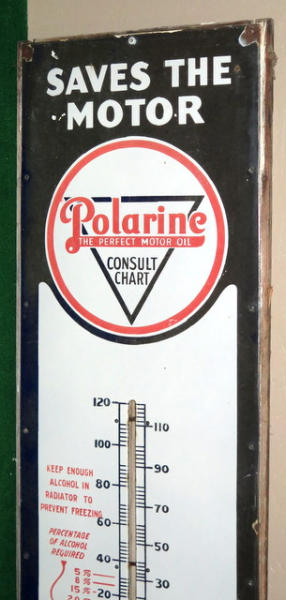 SAVES THE
MOTOR
Polarine
THE PERFECT MOTOR OIL
CONSULT
CHART
120
110
100
90
80
70
60
50
40
30
20
KEEP ENOUGH
ALCOHOL IN
RADIATOR TO
PREVENT FREEZING
PERCENTAGE
OF ALCOHOL
REQUIRED
5%
8%
15%